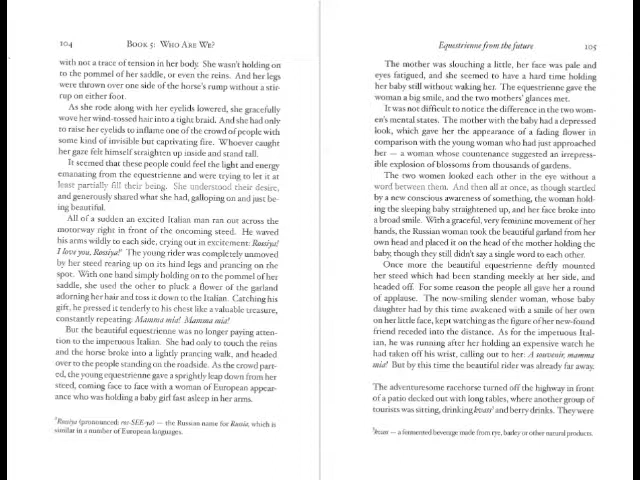 104 BOOK 5: WHO ARE WE?
with not a trace of tension in her body. She wasn't holding on
to the pommel of her saddle, or even the reins. And her legs
were thrown over one side of the horse's rump without a stir-
rup on either foot.
As she rode along with her eyelids lowered, she gracefully
wove her wind-tossed hair into a tight braid. And she had only
to raise her eyelids to inflame one of the crowd of people with
some kind of invisible but captivating fire. Whoever caught
her gaze felt himself straighten up inside and stand tall.
It seemed that these people could feel the light and energy
emanating from the equestrienne and were trying to let it at
least partially fill their being. She understood their desire,
and generously shared what she had, galloping on and just be-
ing beautiful.
All of a sudden an excited Italian man ran out across the
motorway right in front of the oncoming steed. He waved
his arms wildly to each side, crying out in excitement: Rossiya!
I love you, Rossiya!² The young rider was completely unmoved
by her steed rearing up on its hind legs and prancing on the
spot. With one hand simply holding on to the pommel of her
saddle, she used the other to pluck a flower of the garland
adorning her hair and toss it down to the Italian. Catching his
gift, he pressed it tenderly to his chest like a valuable treasure,
constantly repeating: Mamma mia! Mamma mia!
But the beautiful equestrienne was no longer paying atten-
tion to the impetuous Italian. She had only to touch the reins
and the horse broke into a lightly prancing walk, and headed
over to the people standing on the roadside. As the crowd part-
ed, the young equestrienne gave a sprightly leap down from her
steed, coming face to face with a woman of European appear-
ance who was holding a baby girl fast asleep in her arms.
²Rossiya (pronounced: ros-SEE-ya) — the Russian name for Russia, which is
similar in a number of European languages.
Equestrienne from the future 105
The mother was slouching a little, her face was pale and
eyes fatigued, and she seemed to have a hard time holding
her baby still without waking her. The equestrienne gave the
woman a big smile, and the two mothers' glances met.
It was not difficult to notice the difference in the two wom-
en's mental states. The mother with the baby had a depressed
look, which gave her the appearance of a fading flower in
comparison with the young woman who had just approached
her — a woman whose countenance suggested an irrepress-
ible explosion of blossoms from thousands of gardens.
The two women looked each other in the eye without a
word between them. And then all at once, as though startled
by a new conscious awareness of something, the woman hold-
ing the sleeping baby straightened up, and her face broke into
a broad smile. With a graceful, very feminine movement of her
hands, the Russian woman took the beautiful garland from her
own head and placed it on the head of the mother holding the
baby, though they still didn't say a single word to each other.
Once more the beautiful equestrienne deftly mounted
her steed which had been standing meekly at her side, and
headed off. For some reason the people all gave her a round
of applause. The now-smiling slender woman, whose baby
daughter had by this time awakened with a smile of her own
on her little face, kept watching as the figure of her new-found
friend receded into the distance. As for the impetuous Ital-
ian, he was running after her holding an expensive watch he
had taken off his wrist, calling out to her: A souvenir, mamma
mia! But by this time the beautiful rider was already far away.
The adventuresome racehorse turned off the highway in front
of a patio decked out with long tables, where another group of
tourists was sitting, drinking kvass³ and berry drinks. They were
³kvass — a fermented beverage made from rye, barley or other natural products.